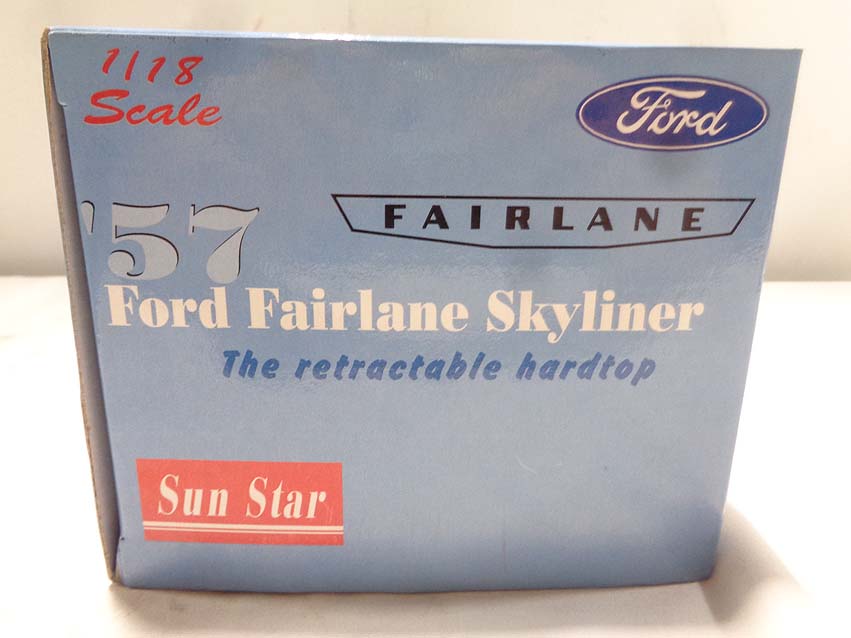 1/18
Scale
Ford
'57
FAIRLANE
Ford Fairlane Skyliner
The retractable hardtop
Sun Star